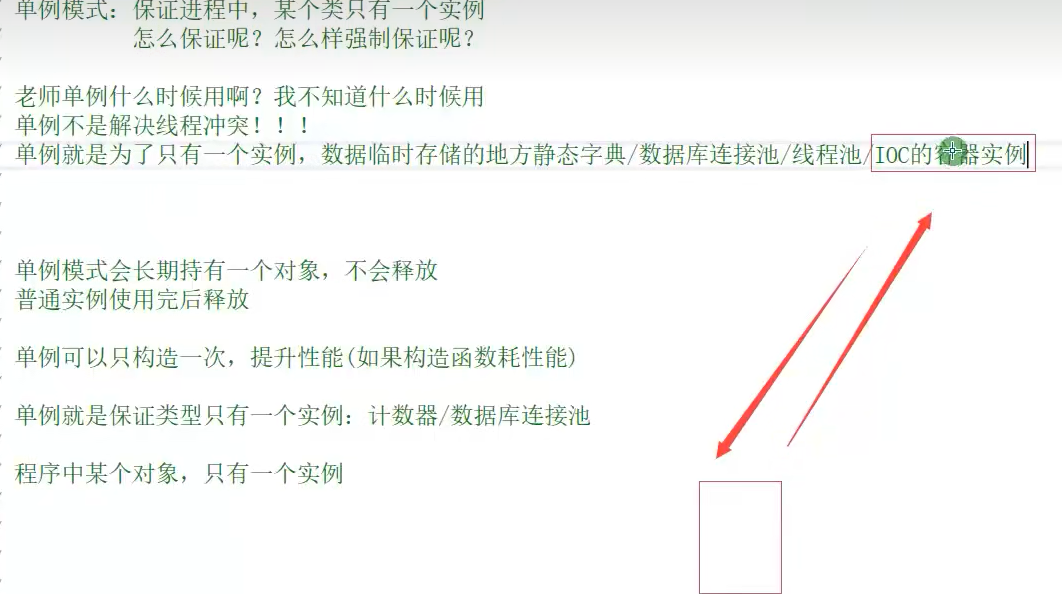 单例模式：保证进程中，某个类只有一个实例
怎么保证呢？怎么样强制保证呢？
老师单例什么时候用啊？我不知道什么时候用
单例不是解决线程冲突！！！
单例就是为了只有一个实例，数据临时存储的地方静态字典/数据库连接池/线程池/IOC的容器实例
单例模式会长期持有一个对象，不会释放
普通实例使用完后释放
单例可以只构造一次，提升性能(如果构造函数耗性能)
单例就是保证类型只有一个实例：计数器/数据库连接池
程序中某个对象，只有一个实例